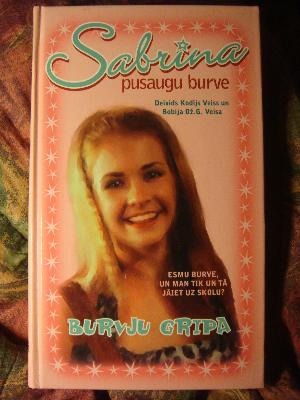 Sabrina
pusaugu burve
Deivids Kodijs Veiss un
Bobija Dž.G. Veisa
ESMU BURVE,
UN MAN TIK UN TĀ
JĀIET UZ SKOLU?
BURVJU GRIPA